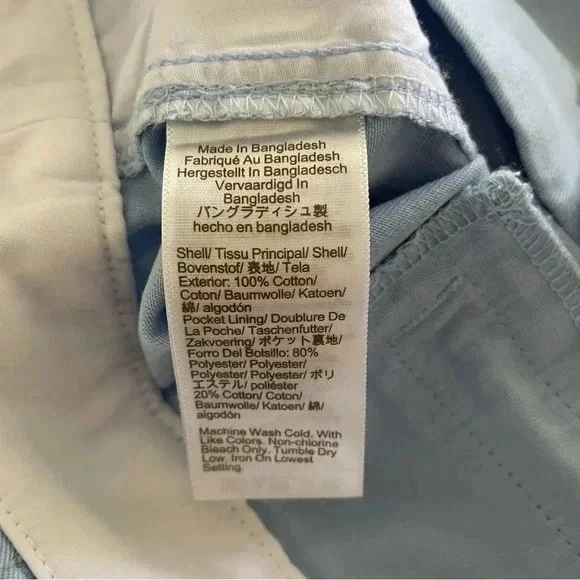 Made In Bangladesh
Fabriqué Au Bangladesh
Hergestellt In Bangladesch
Vervaardigd In
Bangladesh
バングラディシュ製
hecho en bangladesh
Shell/ Tissu Principal/ Shell/
Bovenstof/ 表地/ Tela
Exterior: 100% Cotton/
Coton/ Baumwolle/ Katoen/
綿/ algodón
Pocket Lining/ Doublure De
La Poche/ Taschenfutter/
Zakvoering/ ポケット裏地/
Forro Del Bolsillo: 80%
Polyester/ Polyester/
Polyester/ Polyester/ ポリ
エステル/ poliéster
20% Cotton/ Coton/
Baumwolle/ Katoen/ 綿/
algodón
Machine Wash Cold. With
Like Colors. Non-chlorine
Bleach Only. Tumble Dry
Low. Iron On Lowest
Setting.